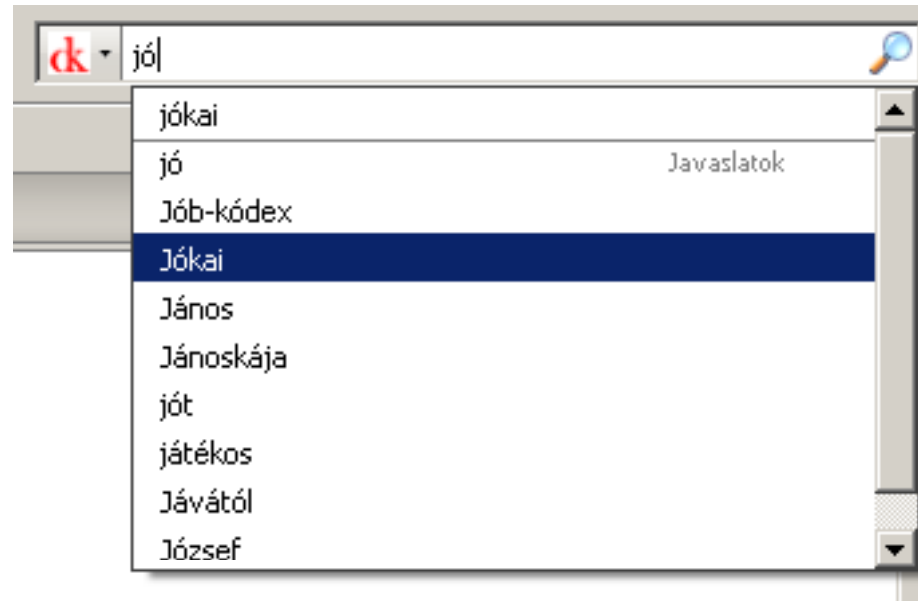 dk jó
jókai
jó Javaslatok
Jób-kódex
Jókai
János
Jánoskája
jót
játékos
Jávától
József